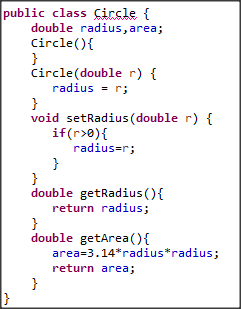 public class Circle {
    double radius,area;
    Circle(){
    }
    Circle(double r) {
       radius = r;
    }
    void setRadius(double r) {
       if(r>0){
          radius=r;
       }
    }
    double getRadius(){
       return radius;
    }
    double getArea(){
       area=3.14*radius*radius;
       return area;
    }
}